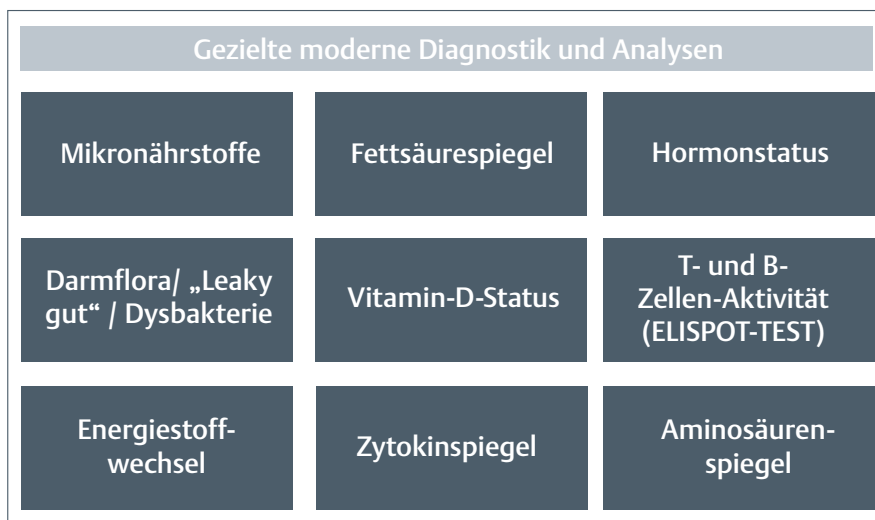 Gezielte moderne Diagnostik und Analysen
Mikronährstoffe
Fettsäurespiegel
Hormonstatus
Darmflora/ „Leaky
gut“ / Dysbakterie
Vitamin-D-Status
T- und B-
Zellen-Aktivität
(ELISPOT-TEST)
Energiestoff-
wechsel
Zytokinspiegel
Aminosäuren-
spiegel